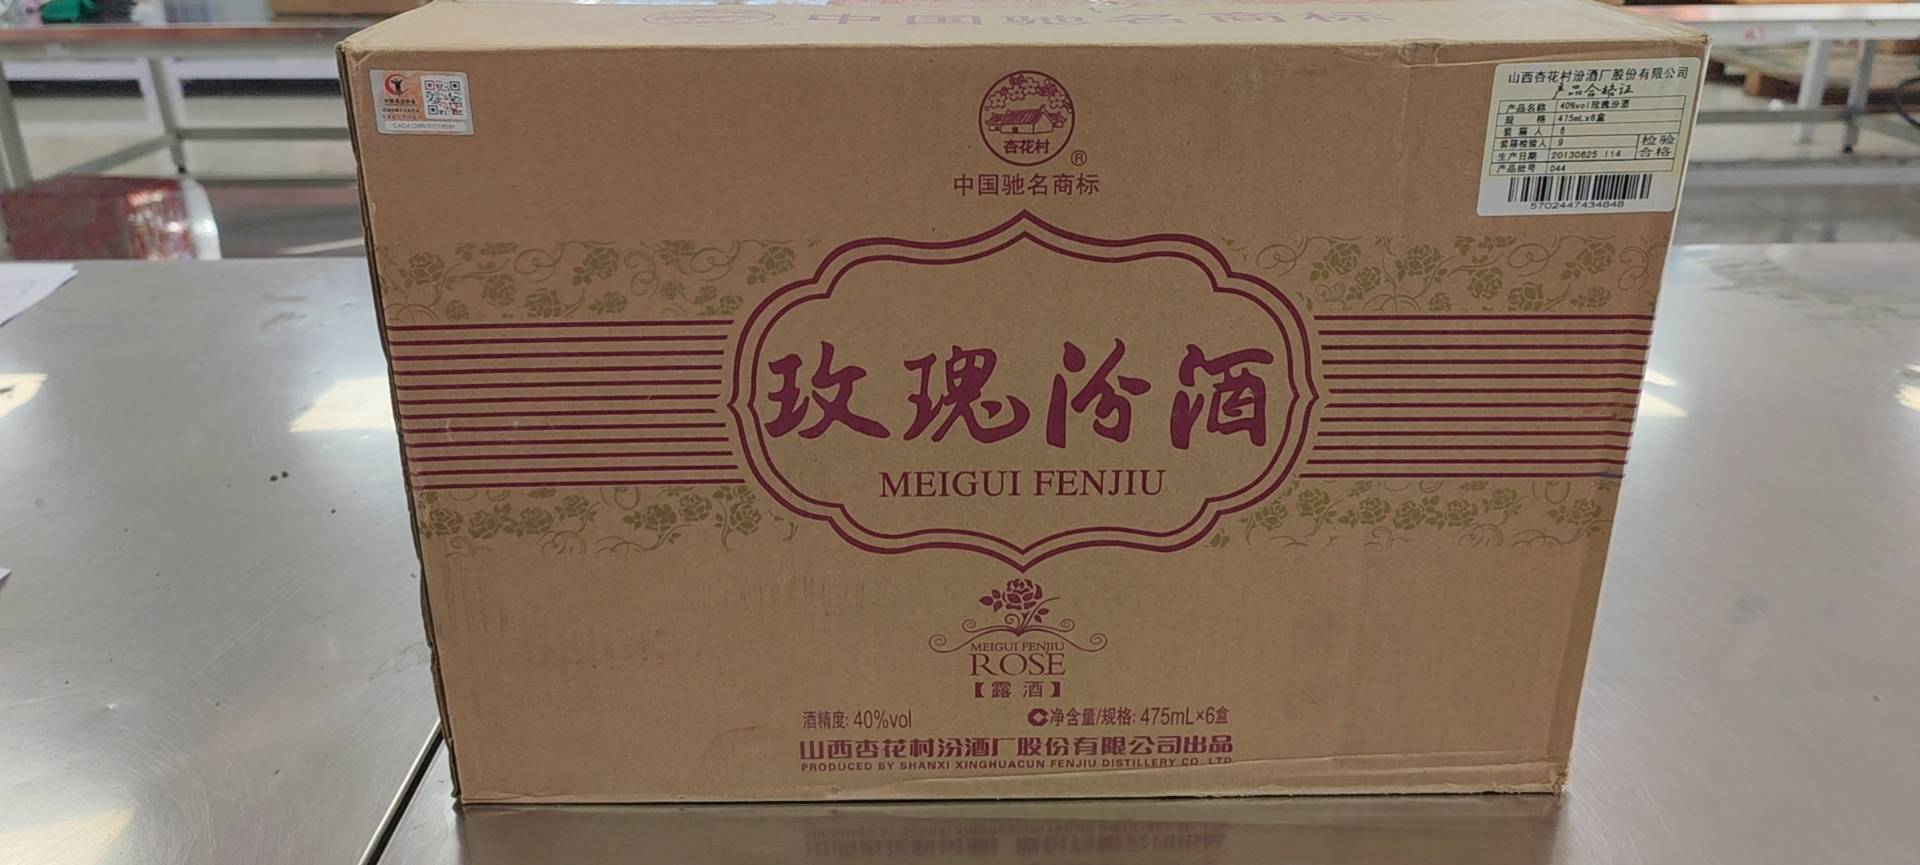 中国驰名商标
CADA139600139591
杏花村
®
中国驰名商标
山西杏花村汾酒厂股份有限公司
产品合格证
产品名称 40%vol玫瑰汾酒
规 格 475mL×6盒
装箱人 6
装箱检验人 9
检验合格
生产日期 20130625 114
产品批号 044
5702447434848
玫瑰汾酒
MEIGUI FENJIU
MEIGUI FENJIU
ROSE
【露酒】
酒精度: 40%vol 净含量/规格: 475mL×6盒
山西杏花村汾酒厂股份有限公司出品
PRODUCED BY SHANXI XINGHUACUN FENJIU DISTILLERY CO. LTD